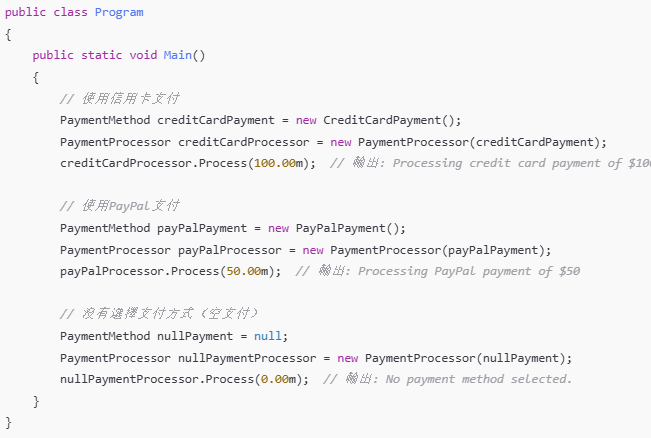 public class Program
{
    public static void Main()
    {
        // 使用信用卡支付
        PaymentMethod creditCardPayment = new CreditCardPayment();
        PaymentProcessor creditCardProcessor = new PaymentProcessor(creditCardPayment);
        creditCardProcessor.Process(100.00m);  // 輸出: Processing credit card payment of $100
        // 使用PayPal支付
        PaymentMethod payPalPayment = new PayPalPayment();
        PaymentProcessor payPalProcessor = new PaymentProcessor(payPalPayment);
        payPalProcessor.Process(50.00m);  // 輸出: Processing PayPal payment of $50
        // 沒有選擇支付方式（空支付）
        PaymentMethod nullPayment = null;
        PaymentProcessor nullPaymentProcessor = new PaymentProcessor(nullPayment);
        nullPaymentProcessor.Process(0.00m);  // 輸出: No payment method selected.
    }
}